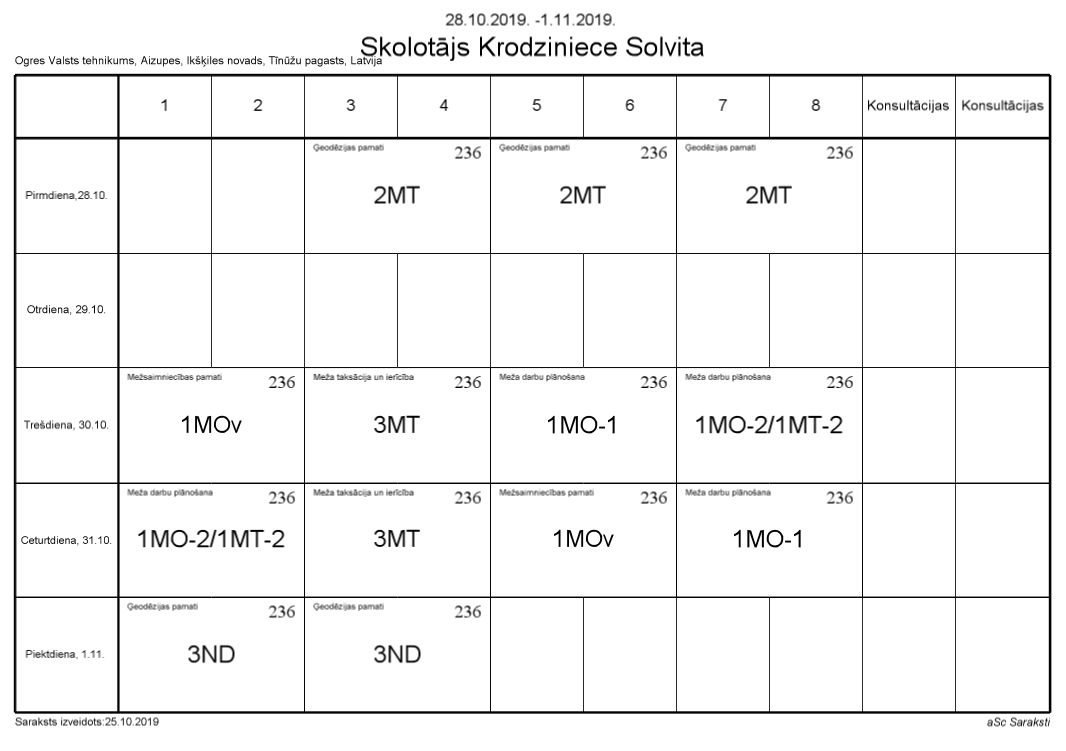 28.10.2019. -1.11.2019.
Skolotājs Krodziniece Solvita
Ogres Valsts tehnikums, Aizupes, Ikšķiles novads, Tīnūžu pagasts, Latvija
1 2 3 4 5 6 7 8 Konsultācijas Konsultācijas
Ģeodēzijas pamati 236 Ģeodēzijas pamati 236 Ģeodēzijas pamati 236
Pirmdiena,28.10. 2MT 2MT 2MT
Otrdiena, 29.10.
Mežsaimniecības pamati 236 Meža taksācija un ierīcība 236 Meža darbu plānošana 236 Meža darbu plānošana 236
Trešdiena, 30.10. 1MOv 3MT 1MO-1 1MO-2/1MT-2
Meža darbu plānošana 236 Meža taksācija un ierīcība 236 Mežsaimniecības pamati 236 Meža darbu plānošana 236
Ceturtdiena, 31.10. 1MO-2/1MT-2 3MT 1MOv 1MO-1
Ģeodēzijas pamati 236 Ģeodēzijas pamati 236
Piektdiena, 1.11. 3ND 3ND
Saraksts izveidots:25.10.2019 aSc Saraksti